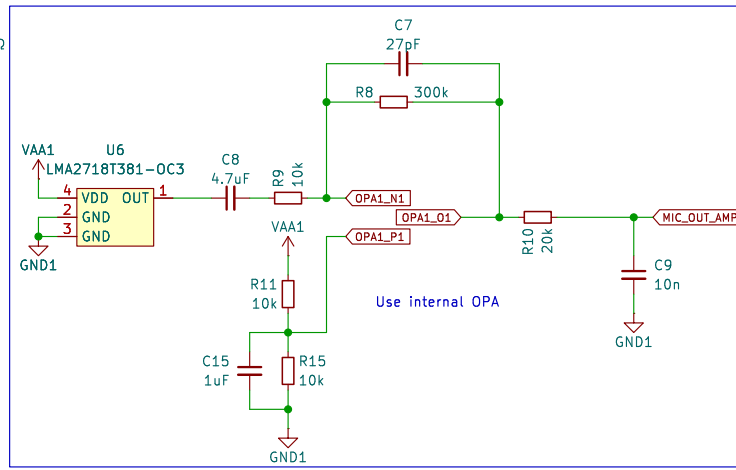 C7
27pF
R8
300k
VAA1
U6
LMA2718T381-OC3
C8
4.7uF
R9
10k
4
VDD
OUT
1
2
GND
3
GND
GND1
OPA1_N1
OPA1_O1
OPA1_P1
MIC_OUT_AMP
VAA1
R10
20k
C9
10n
GND1
R11
10k
Use internal OPA
C15
1uF
R15
10k
GND1